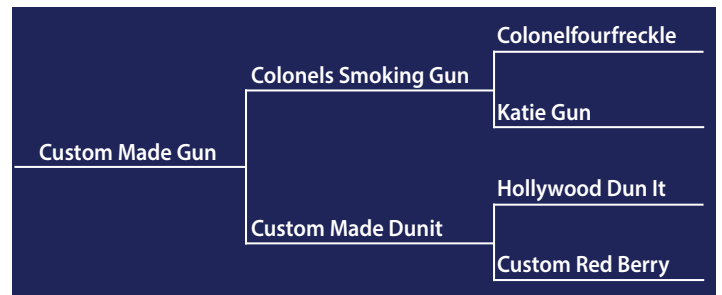 Colonelfourfreckle
Colonels Smoking Gun
Katie Gun
Custom Made Gun
Hollywood Dun It
Custom Made Dunit
Custom Red Berry